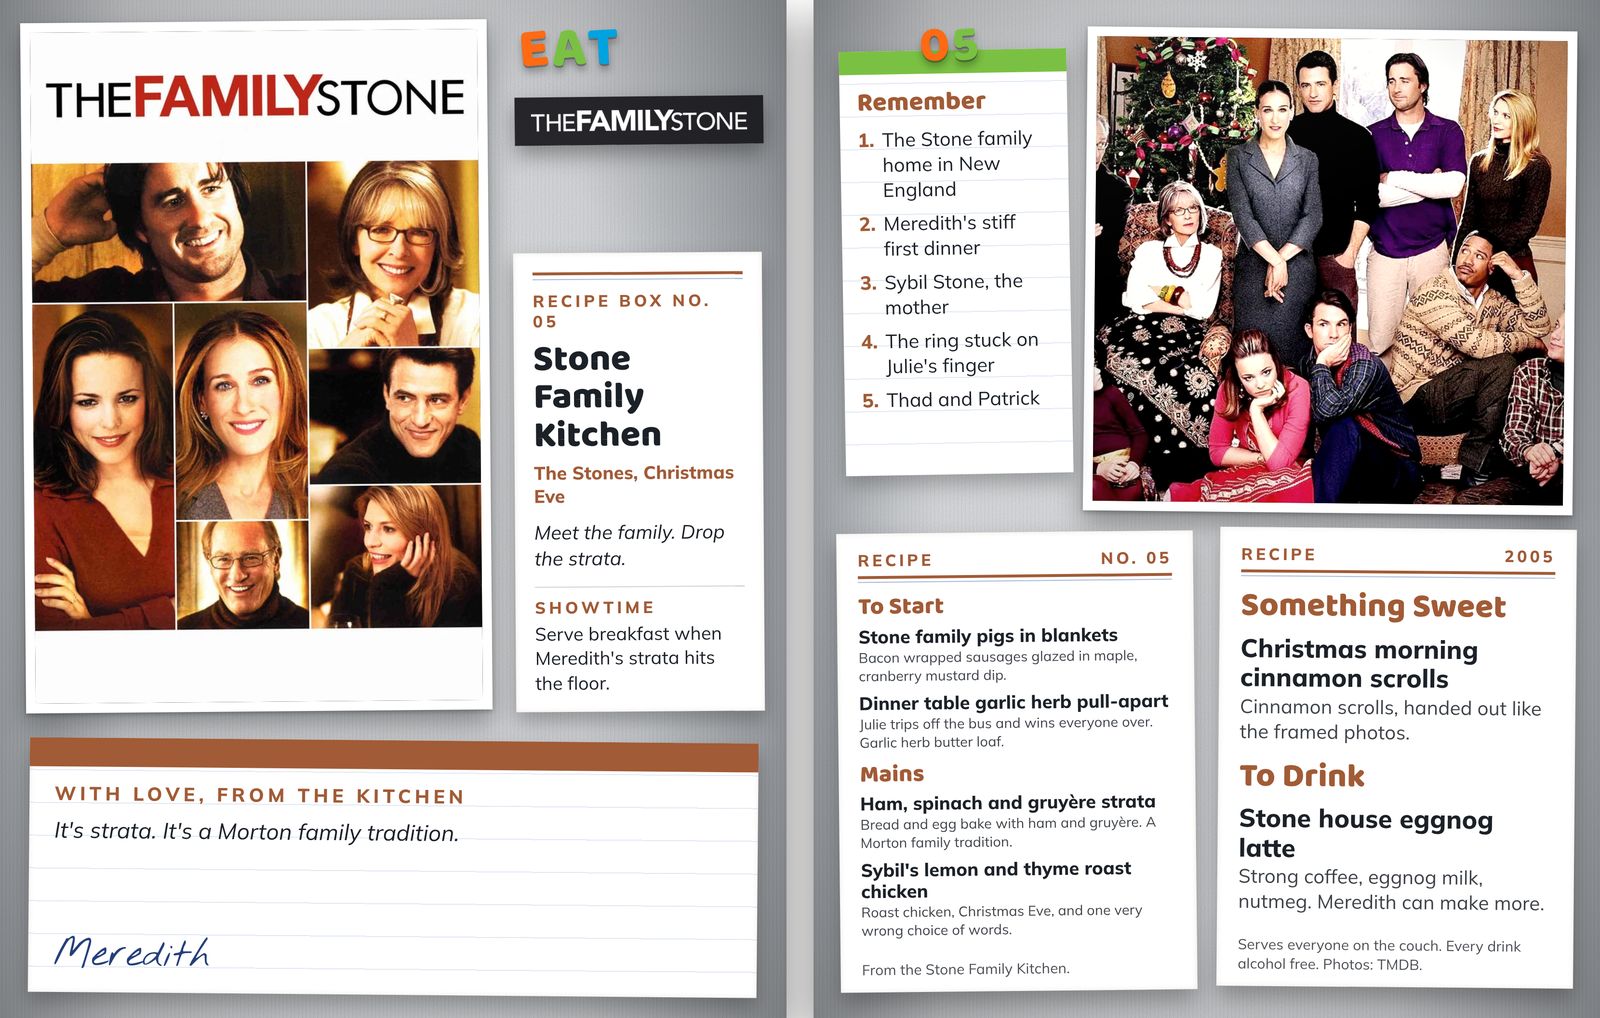 THEFAMILYSTONE
EAT
THEFAMILYSTONE
RECIPE BOX NO.
05
Stone
Family
Kitchen
The Stones, Christmas
Eve
Meet the family. Drop
the strata.
SHOWTIME
Serve breakfast when
Meredith's strata hits
the floor.
WITH LOVE, FROM THE KITCHEN
It's strata. It's a Morton family tradition.
Meredith
05
Remember
1. The Stone family
home in New
England
2. Meredith's stiff
first dinner
3. Sybil Stone, the
mother
4. The ring stuck on
Julie's finger
5. Thad and Patrick
RECIPE NO. 05
To Start
Stone family pigs in blankets
Bacon wrapped sausages glazed in maple,
cranberry mustard dip.
Dinner table garlic herb pull-apart
Julie trips off the bus and wins everyone over.
Garlic herb butter loaf.
Mains
Ham, spinach and gruyère strata
Bread and egg bake with ham and gruyère. A
Morton family tradition.
Sybil's lemon and thyme roast
chicken
Roast chicken, Christmas Eve, and one very
wrong choice of words.
From the Stone Family Kitchen.
RECIPE 2005
Something Sweet
Christmas morning
cinnamon scrolls
Cinnamon scrolls, handed out like
the framed photos.
To Drink
Stone house eggnog
latte
Strong coffee, eggnog milk,
nutmeg. Meredith can make more.
Serves everyone on the couch. Every drink
alcohol free. Photos: TMDB.